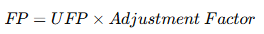 FP = UFP × Adjustment Factor